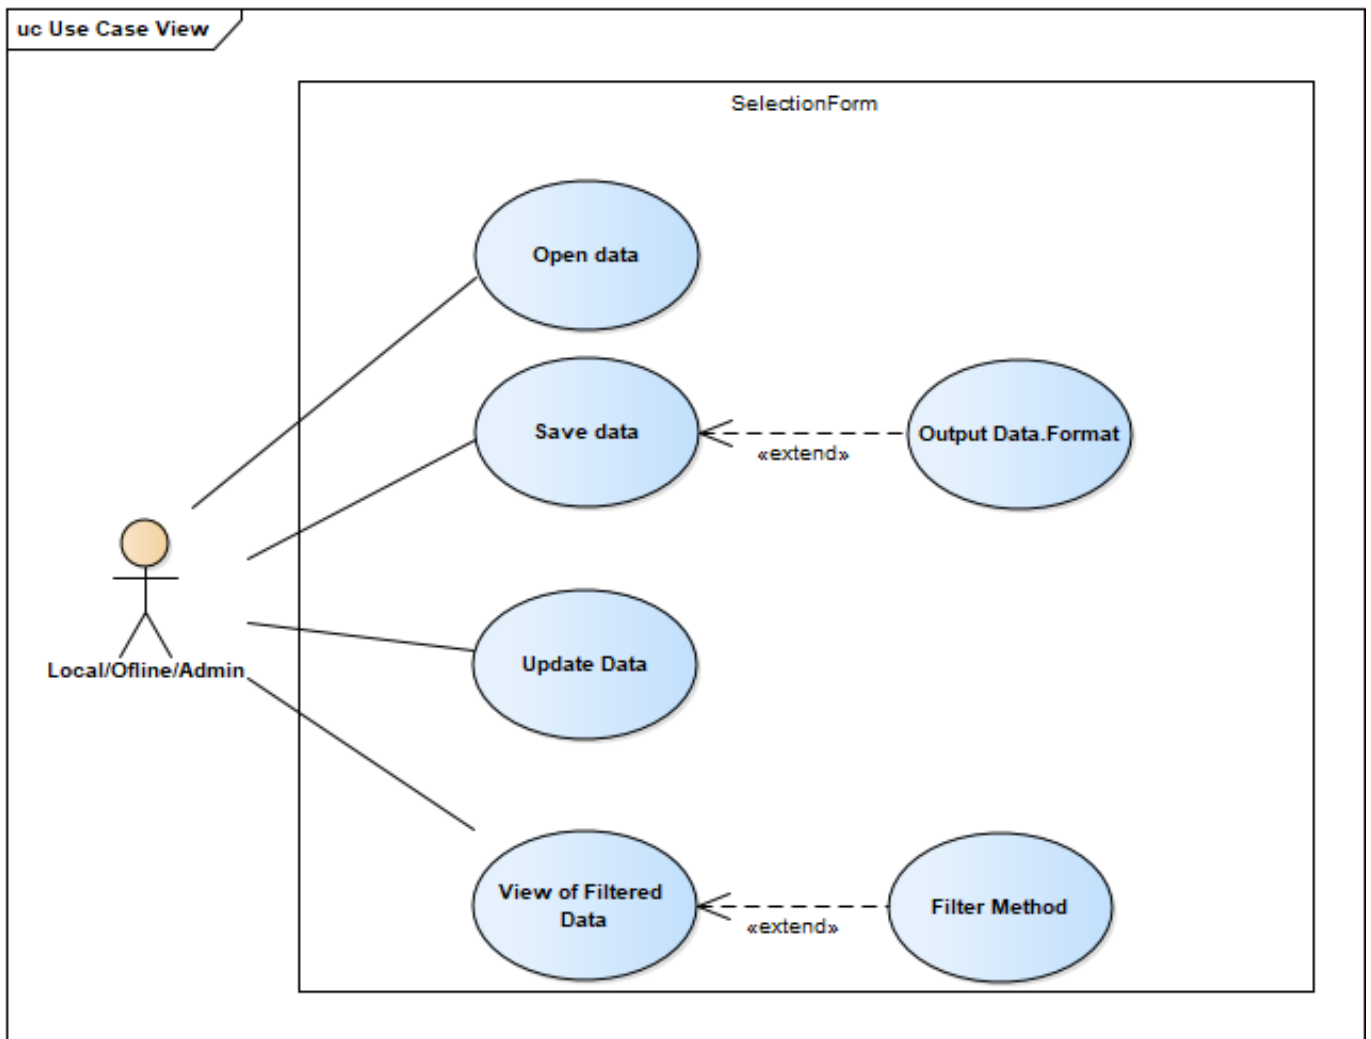 uc Use Case View
SelectionForm
Open data
Save data
Output Data.Format
«extend»
Local/Ofline/Admin
Update Data
View of Filtered
Data
Filter Method
«extend»